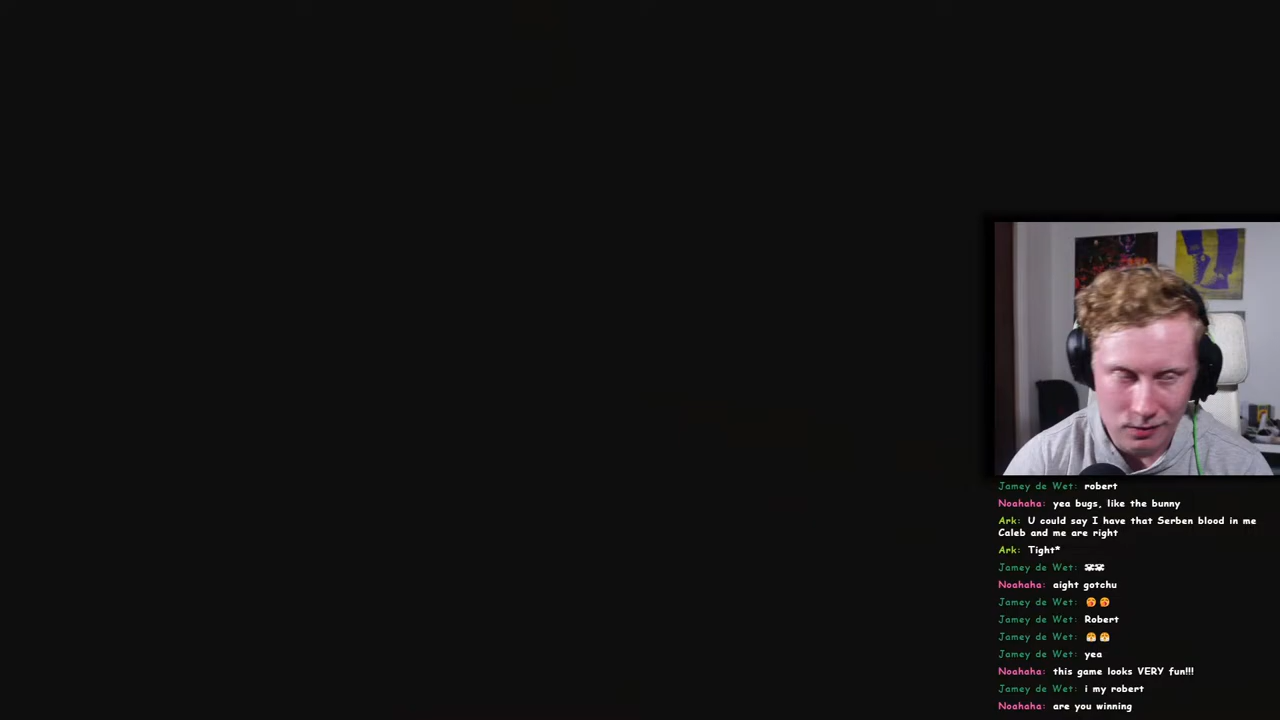 Jamey de Wet: robert
Noahaha: yea bugs, like the bunny
Ark: U could say I have that Serben blood in me
Caleb and me are right
Ark: Tight*
Jamey de Wet: ☠☠
Noahaha: aight gotchu
Jamey de Wet:
Jamey de Wet: Robert
Jamey de Wet:
Jamey de Wet: yea
Noahaha: this game looks VERY fun!!!
Jamey de Wet: i my robert
Noahaha: are you winning